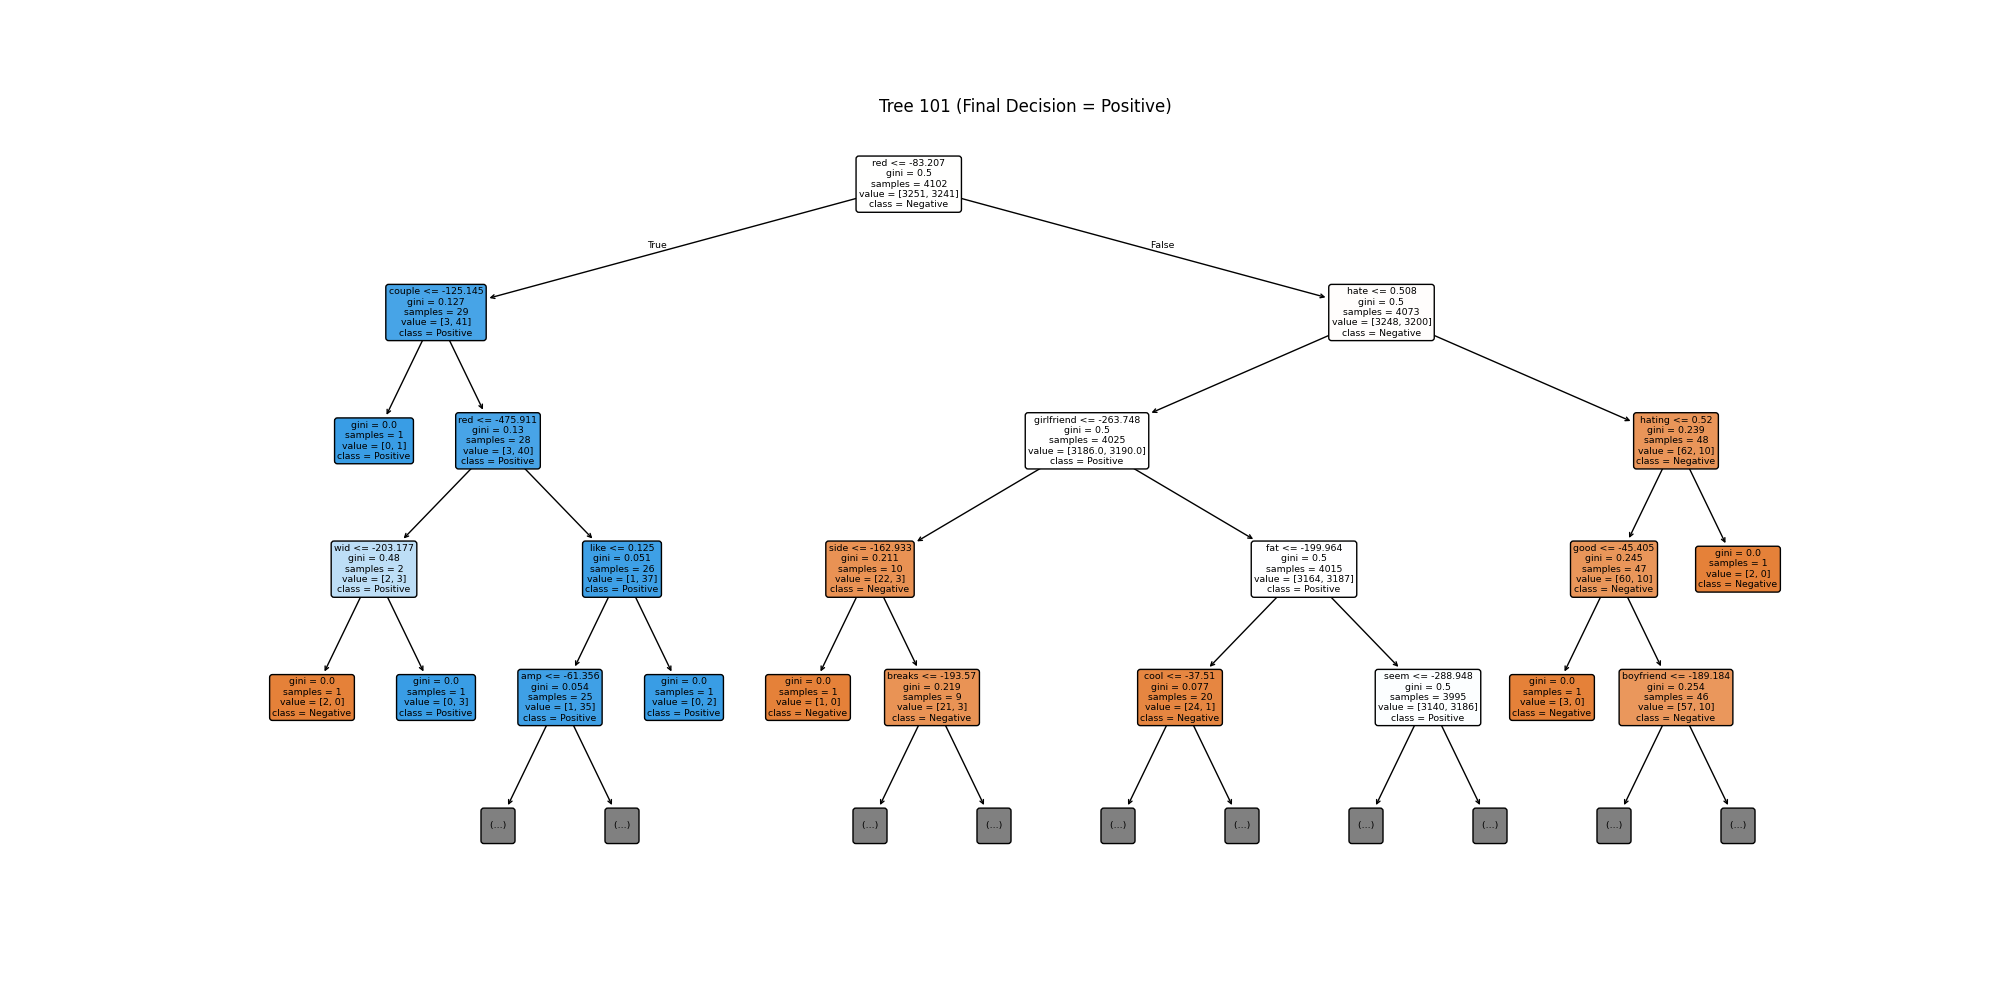 Tree 101 (Final Decision = Positive)
red <= -83.207
gini = 0.5
samples = 4102
value = [3251, 3241]
class = Negative
True
False
couple <= -125.145
gini = 0.127
samples = 29
value = [3, 41]
class = Positive
hate <= 0.508
gini = 0.5
samples = 4073
value = [3248, 3200]
class = Negative
gini = 0.0
samples = 1
value = [0, 1]
class = Positive
red <= -475.911
gini = 0.13
samples = 28
value = [3, 40]
class = Positive
girlfriend <= -263.748
gini = 0.5
samples = 4025
value = [3186.0, 3190.0]
class = Positive
hating <= 0.52
gini = 0.239
samples = 48
value = [62, 10]
class = Negative
wid <= -203.177
gini = 0.48
samples = 2
value = [2, 3]
class = Positive
like <= 0.125
gini = 0.051
samples = 26
value = [1, 37]
class = Positive
side <= -162.933
gini = 0.211
samples = 10
value = [22, 3]
class = Negative
fat <= -199.964
gini = 0.5
samples = 4015
value = [3164, 3187]
class = Positive
good <= -45.405
gini = 0.245
samples = 47
value = [60, 10]
class = Negative
gini = 0.0
samples = 1
value = [2, 0]
class = Negative
gini = 0.0
samples = 1
value = [2, 0]
class = Negative
gini = 0.0
samples = 1
value = [0, 3]
class = Positive
amp <= -61.356
gini = 0.054
samples = 25
value = [1, 35]
class = Positive
gini = 0.0
samples = 1
value = [0, 2]
class = Positive
gini = 0.0
samples = 1
value = [1, 0]
class = Negative
breaks <= -193.57
gini = 0.219
samples = 9
value = [21, 3]
class = Negative
cool <= -37.51
gini = 0.077
samples = 20
value = [24, 1]
class = Negative
seem <= -288.948
gini = 0.5
samples = 3995
value = [3140, 3186]
class = Positive
gini = 0.0
samples = 1
value = [3, 0]
class = Negative
boyfriend <= -189.184
gini = 0.254
samples = 46
value = [57, 10]
class = Negative
(...)
(...)
(...)
(...)
(...)
(...)
(...)
(...)
(...)
(...)